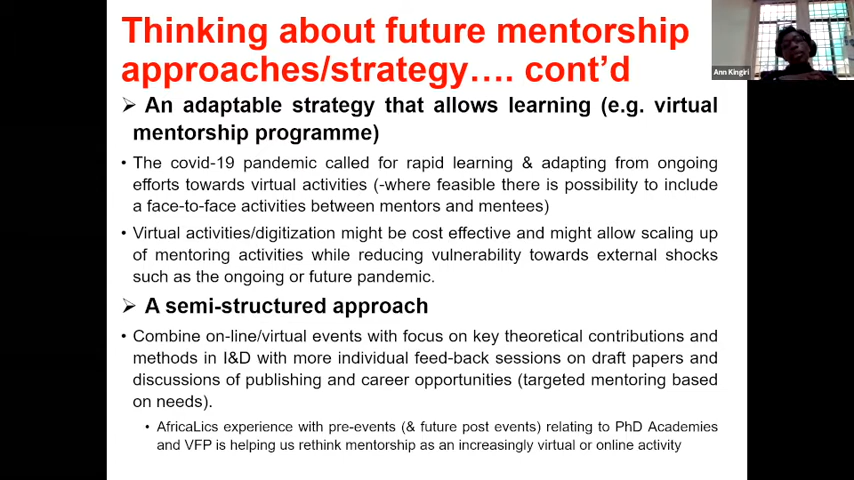 Thinking about future mentorship
approaches/strategy…. cont’d
Ann Kingiri
➢ An adaptable strategy that allows learning (e.g. virtual
mentorship programme)
• The covid-19 pandemic called for rapid learning & adapting from ongoing
efforts towards virtual activities (-where feasible there is possibility to include
a face-to-face activities between mentors and mentees)
• Virtual activities/digitization might be cost effective and might allow scaling up
of mentoring activities while reducing vulnerability towards external shocks
such as the ongoing or future pandemic.
➢ A semi-structured approach
• Combine on-line/virtual events with focus on key theoretical contributions and
methods in I&D with more individual feed-back sessions on draft papers and
discussions of publishing and career opportunities (targeted mentoring based
on needs).
• AfricaLics experience with pre-events (& future post events) relating to PhD Academies
and VFP is helping us rethink mentorship as an increasingly virtual or online activity